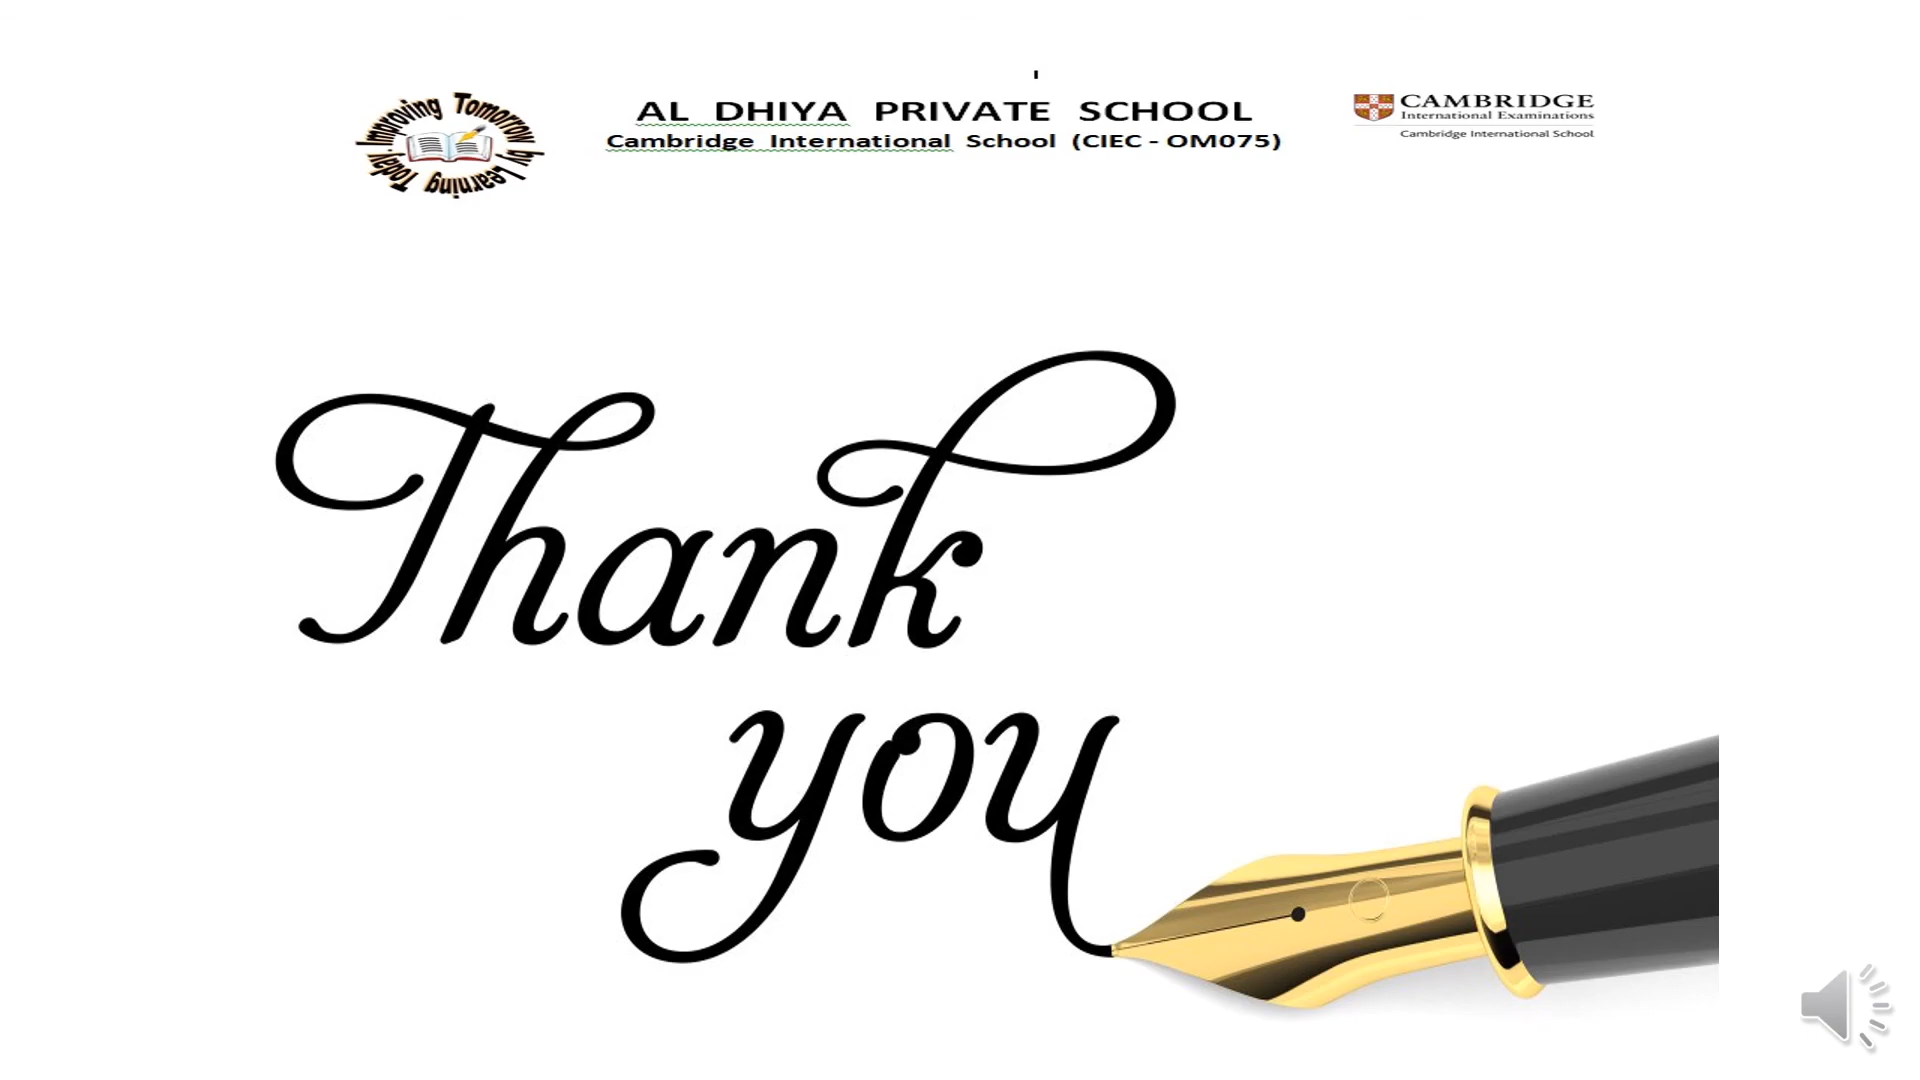 Improving Tomorrow by Learning Today.
AL DHIYA PRIVATE SCHOOL
Cambridge International School (CIEC - OM075)
CAMBRIDGE
International Examinations
Cambridge International School
Thank
you